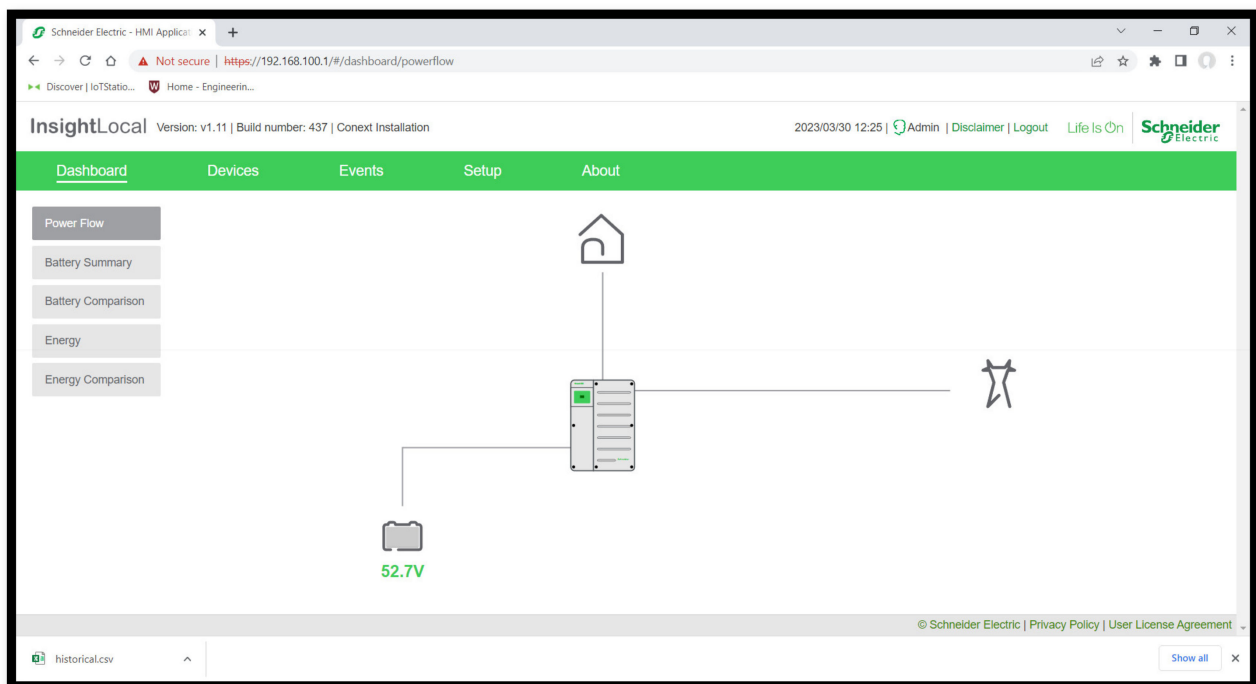 Schneider Electric - HMI Applicat
Not secure | https://192.168.100.1/#/dashboard/powerflow
Discover | IoTStatio... Home - Engineerin...
InsightLocal Version: v1.11 | Build number: 437 | Conext Installation
2023/03/30 12:25 | Admin | Disclaimer | Logout Life Is On Schneider Electric
Dashboard Devices Events Setup About
Power Flow
Battery Summary
Battery Comparison
Energy
Energy Comparison
52.7V
© Schneider Electric | Privacy Policy | User License Agreement
historical.csv Show all